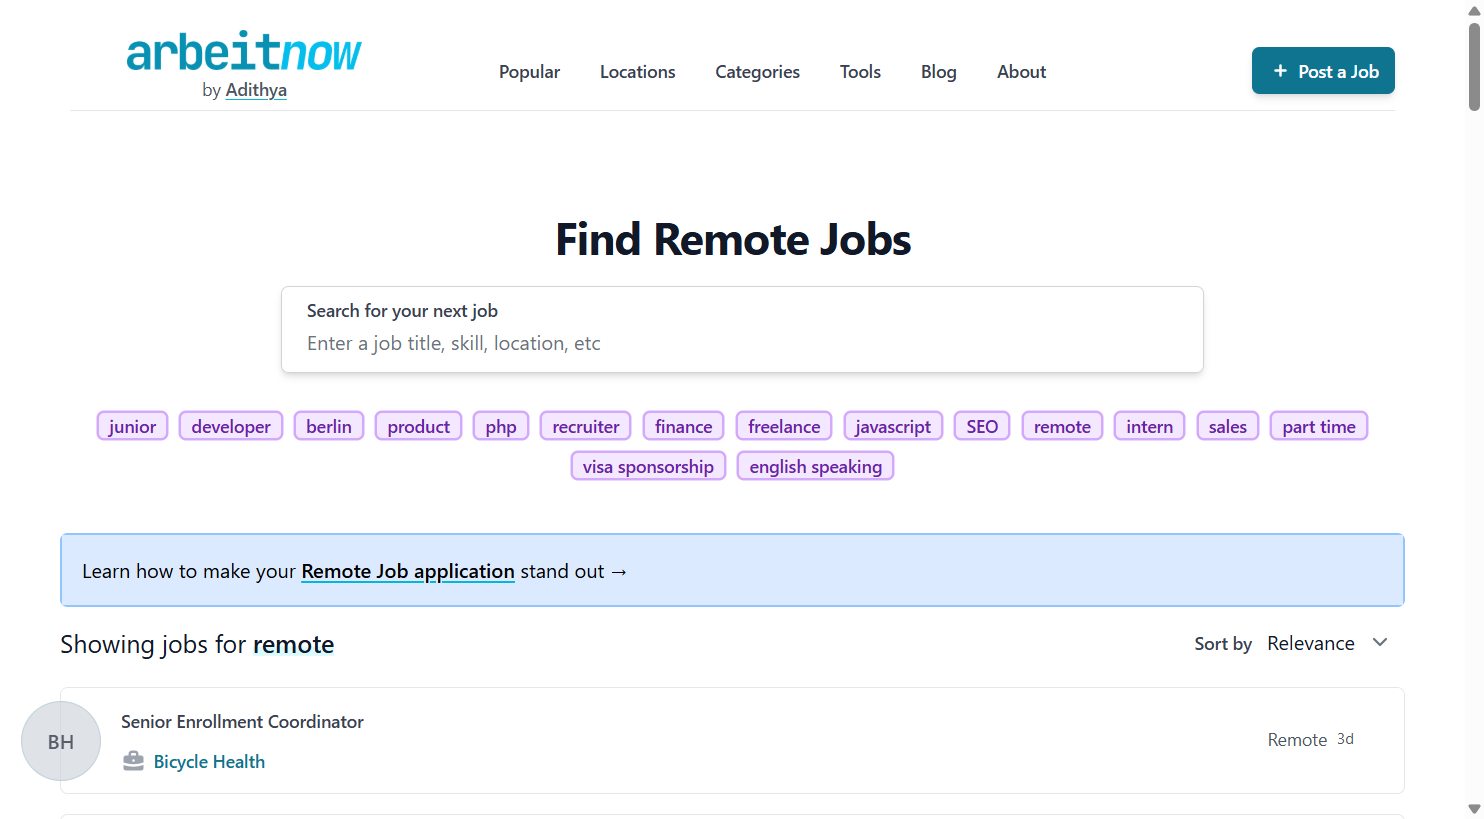 arbeitnow
by Adithya
Popular
Locations
Categories
Tools
Blog
About
+ Post a Job
Find Remote Jobs
Search for your next job
Enter a job title, skill, location, etc
junior developer berlin product php recruiter finance freelance javascript SEO remote intern sales part time
visa sponsorship english speaking
Learn how to make your Remote Job application stand out →
Showing jobs for remote
Sort by Relevance
BH
Senior Enrollment Coordinator
Bicycle Health
Remote 3d